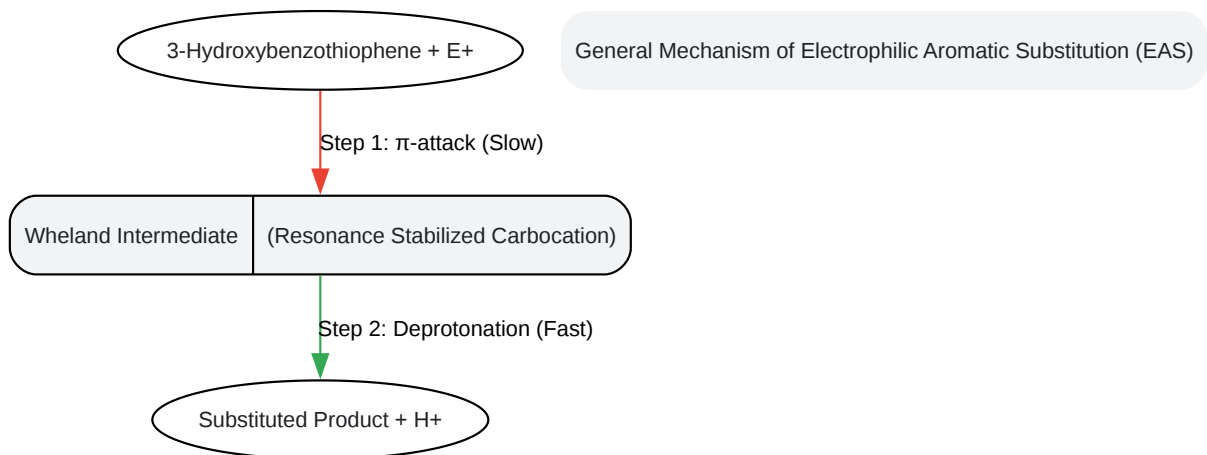 3-Hydroxybenzothiophene + E+
General Mechanism of Electrophilic Aromatic Substitution (EAS)
Step 1: π-attack (Slow)
Wheland Intermediate
(Resonance Stabilized Carbocation)
Step 2: Deprotonation (Fast)
Substituted Product + H+